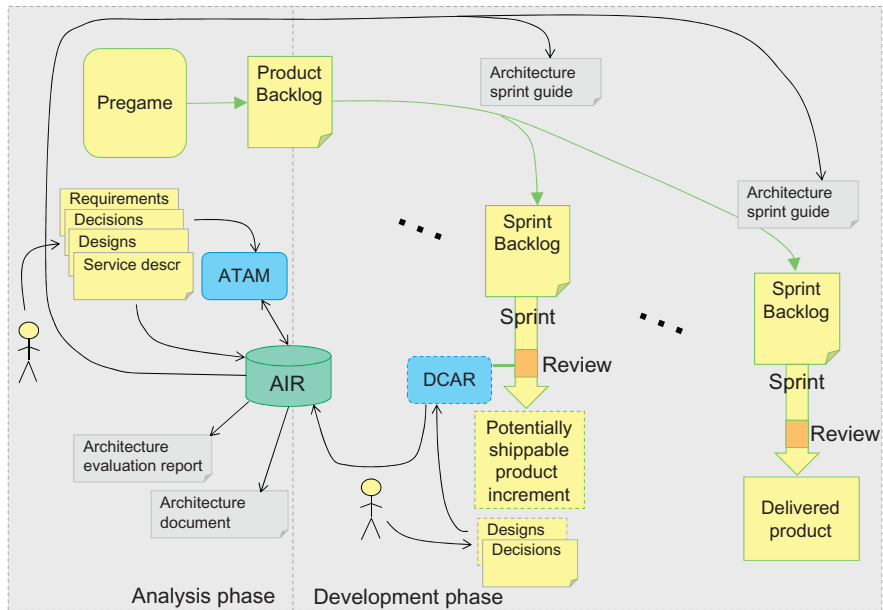 Pregame
Product
Backlog
Architecture
sprint guide
Architecture
sprint guide
Requirements
Decisions
Designs
Service descr
ATAM
Sprint
Backlog
Sprint
Backlog
Sprint
Review
Sprint
Review
AIR
DCAR
Architecture
evaluation report
Architecture
document
Potentially
shippable
product
increment
Delivered
product
Designs
Decisions
Analysis phase
Development phase